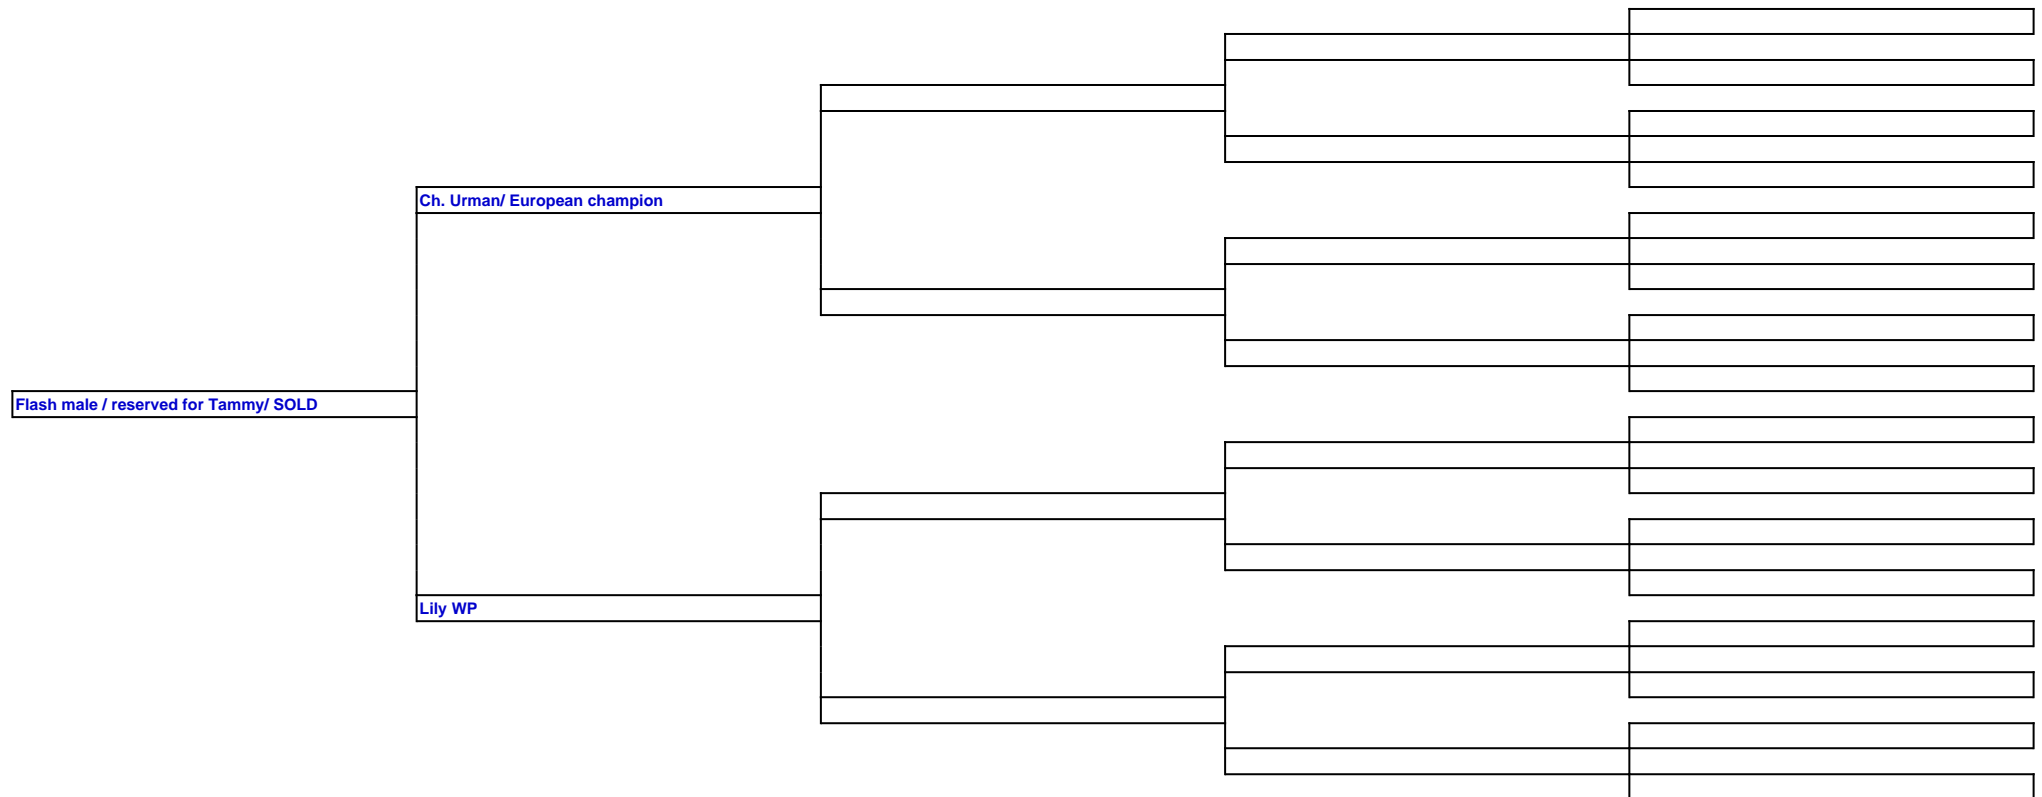 Ch. Urman/ European champion
Flash male / reserved for Tammy/ SOLD
Lily WP